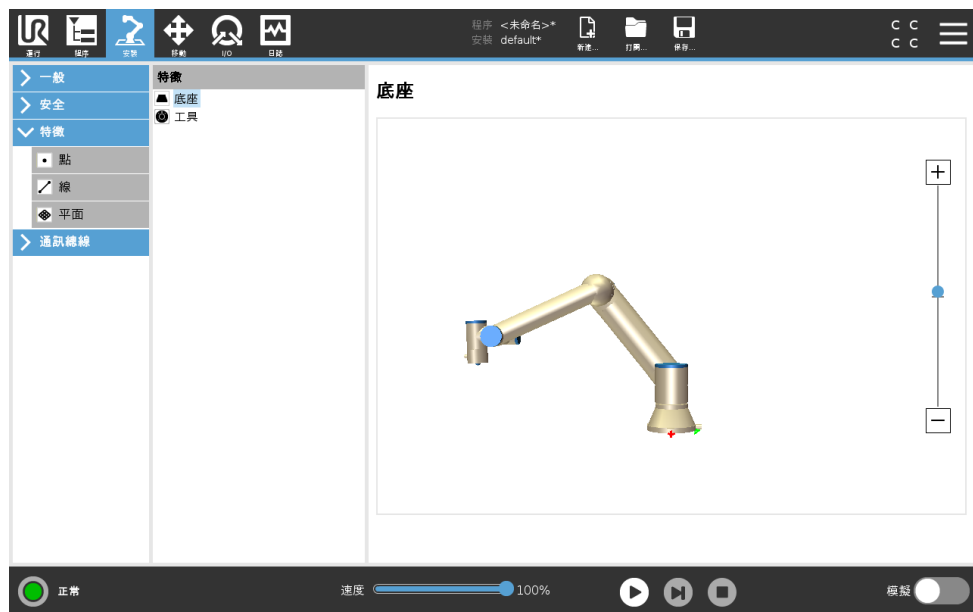 UR
運行
程序
安裝
移動
I/O
日誌
程序 <未命名>*
安裝 default*
新建...
打開...
保存...
C C
C C
一般
安全
特徵
點
線
平面
通訊總線
特徵
底座
工具
底座
正常
速度
100%
模擬